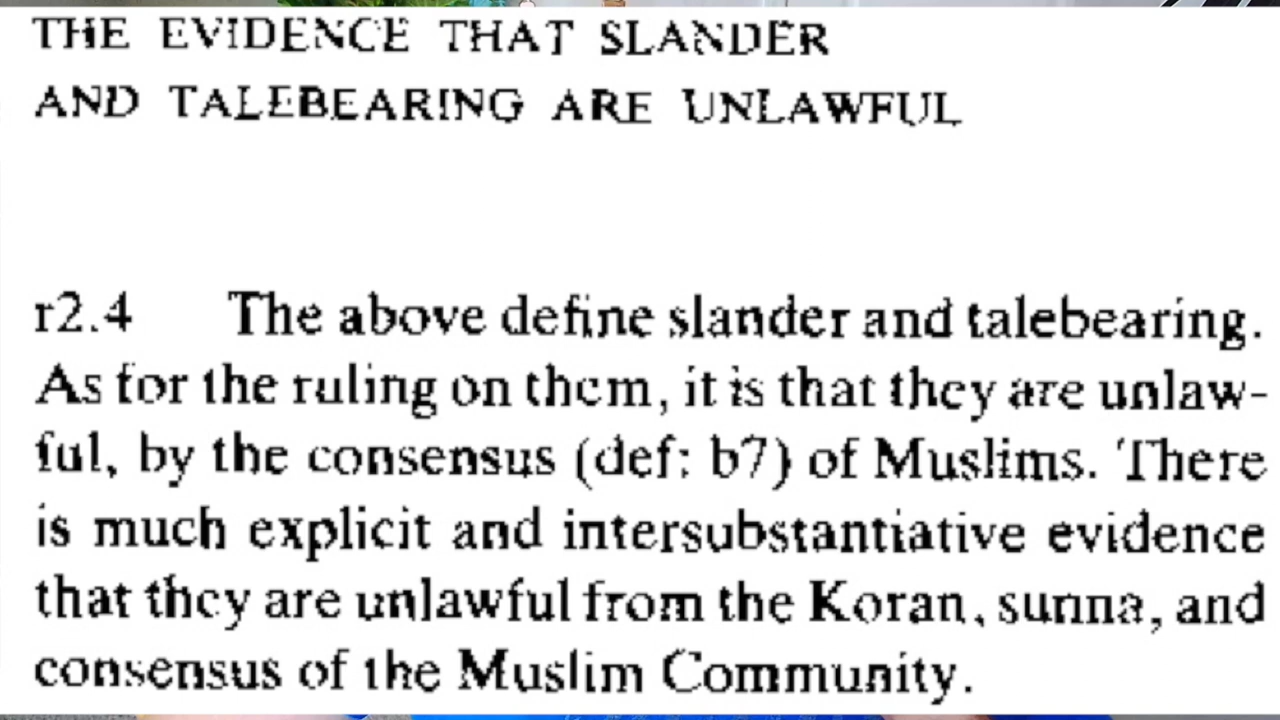 THE EVIDENCE THAT SLANDER
AND TALEBEARING ARE UNLAWFUL
r2.4 The above define slander and talebearing.
As for the ruling on them, it is that they are unlaw-
ful, by the consensus (def: b7) of Muslims. There
is much explicit and intersubstantiative evidence
that they are unlawful from the Koran, sunna, and
consensus of the Muslim Community.